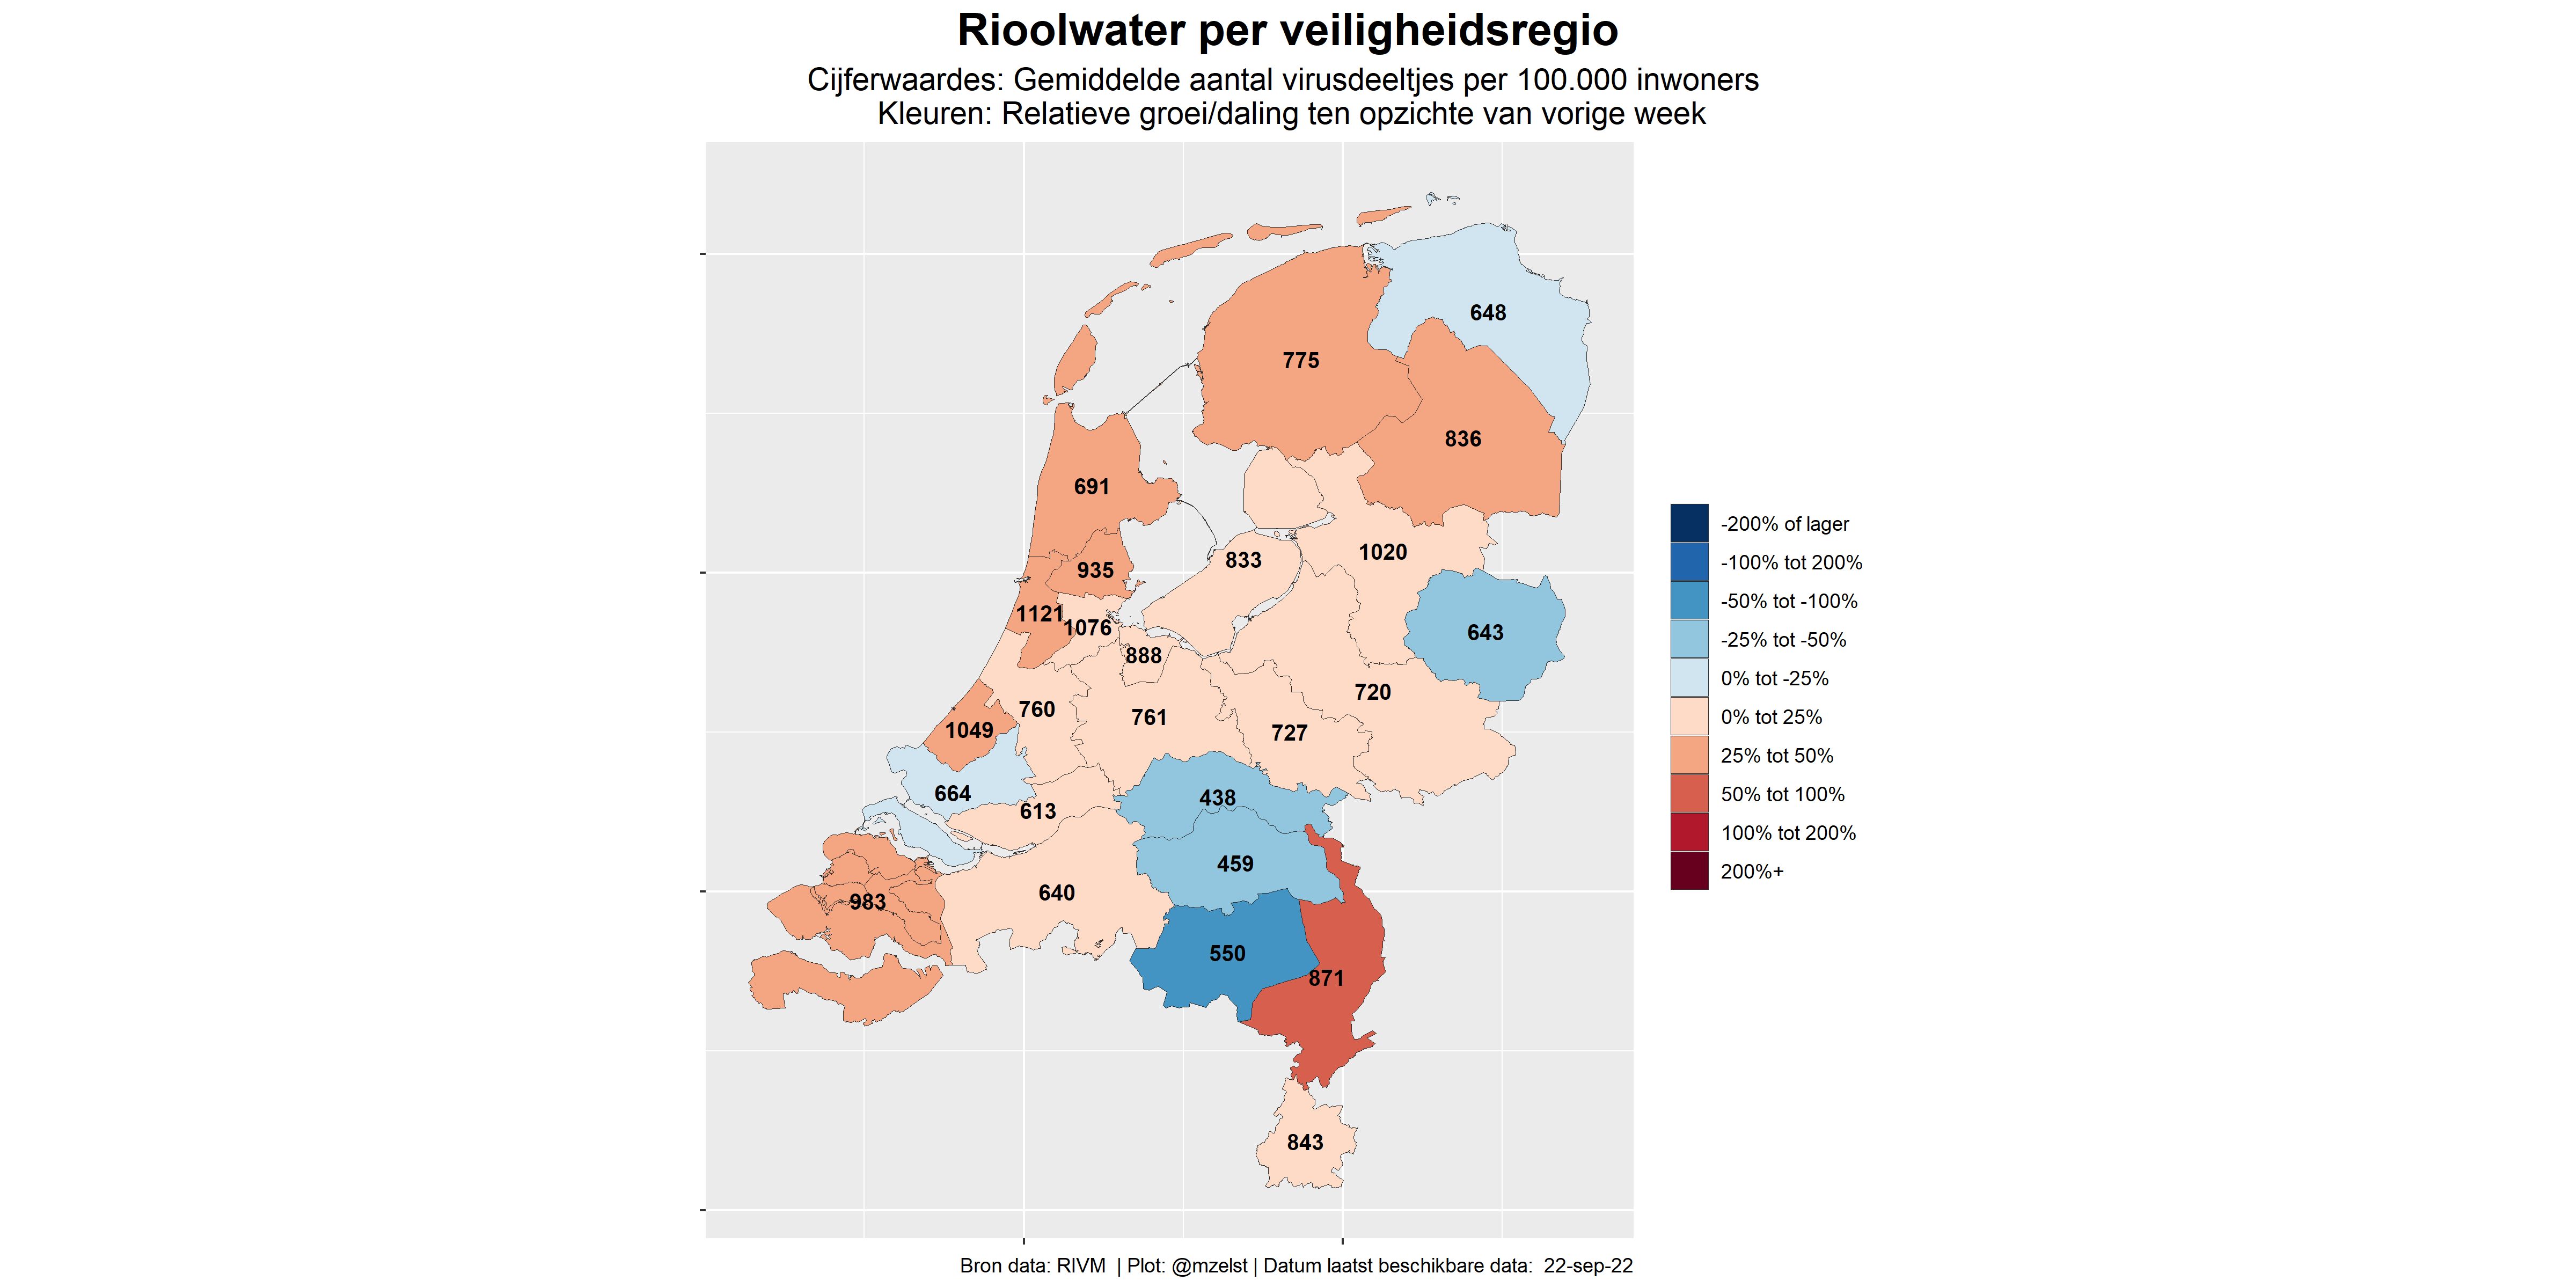 Rioolwater per veiligheidsregio
Cijferwaardes: Gemiddelde aantal virusdeeltjes per 100.000 inwoners
Kleuren: Relatieve groei/daling ten opzichte van vorige week
648
775
836
691
1020
833
935
1121
1076
643
888
720
760
761
1049
727
664
438
613
459
640
983
550
871
843
-200% of lager
-100% tot 200%
-50% tot -100%
-25% tot -50%
0% tot -25%
0% tot 25%
25% tot 50%
50% tot 100%
100% tot 200%
200%+
Bron data: RIVM | Plot: @mzelst | Datum laatst beschikbare data: 22-sep-22